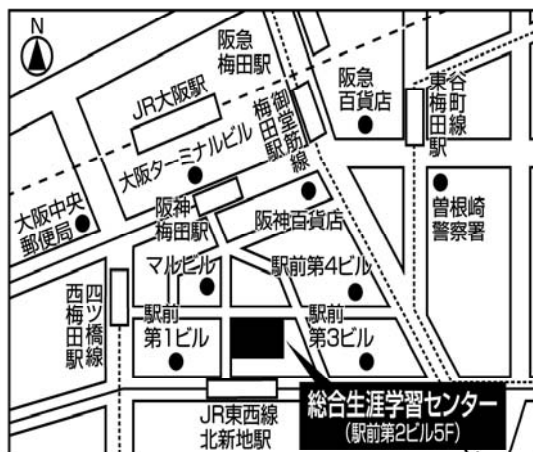 N
阪急
梅田駅
JR大阪駅
阪急
百貨店
谷町線
東梅田駅
御堂筋線
梅田駅
大阪ターミナルビル
大阪中央
郵便局
阪神
梅田駅
阪神百貨店
曽根崎
警察署
マルビル
駅前第4ビル
四ツ橋線
西梅田駅
駅前
第1ビル
駅前
第3ビル
JR東西線
北新地駅
総合生涯学習センター
(駅前第2ビル5F)